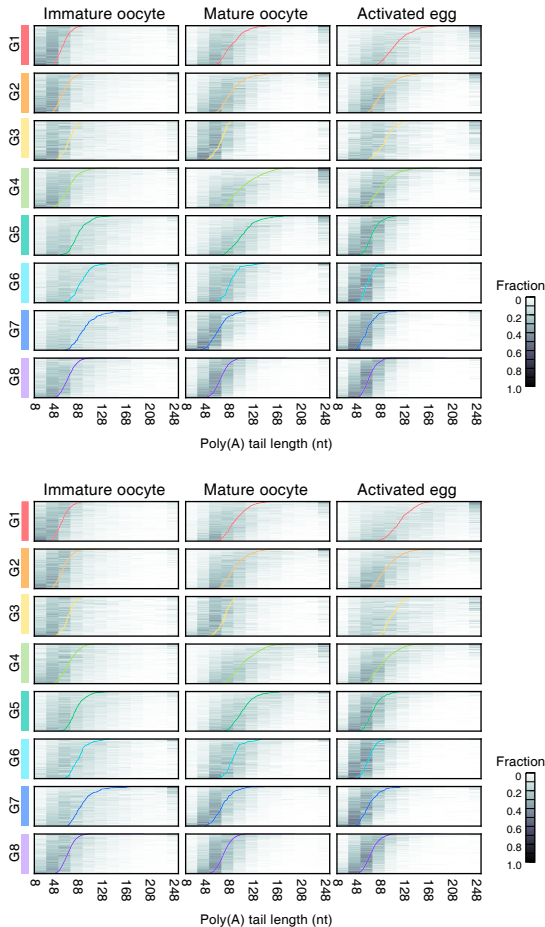 Immature oocyte Mature oocyte Activated egg
G1
G2
G3
G4
G5
G6
G7
G8
Fraction
0
0.2
0.4
0.6
0.8
1.0
8 48 88 128 168 208 248 8 48 88 128 168 208 248 8 48 88 128 168 208 248
Poly(A) tail length (nt)
Immature oocyte Mature oocyte Activated egg
G1
G2
G3
G4
G5
G6
G7
G8
Fraction
0
0.2
0.4
0.6
0.8
1.0
8 48 88 128 168 208 248 8 48 88 128 168 208 248 8 48 88 128 168 208 248
Poly(A) tail length (nt)